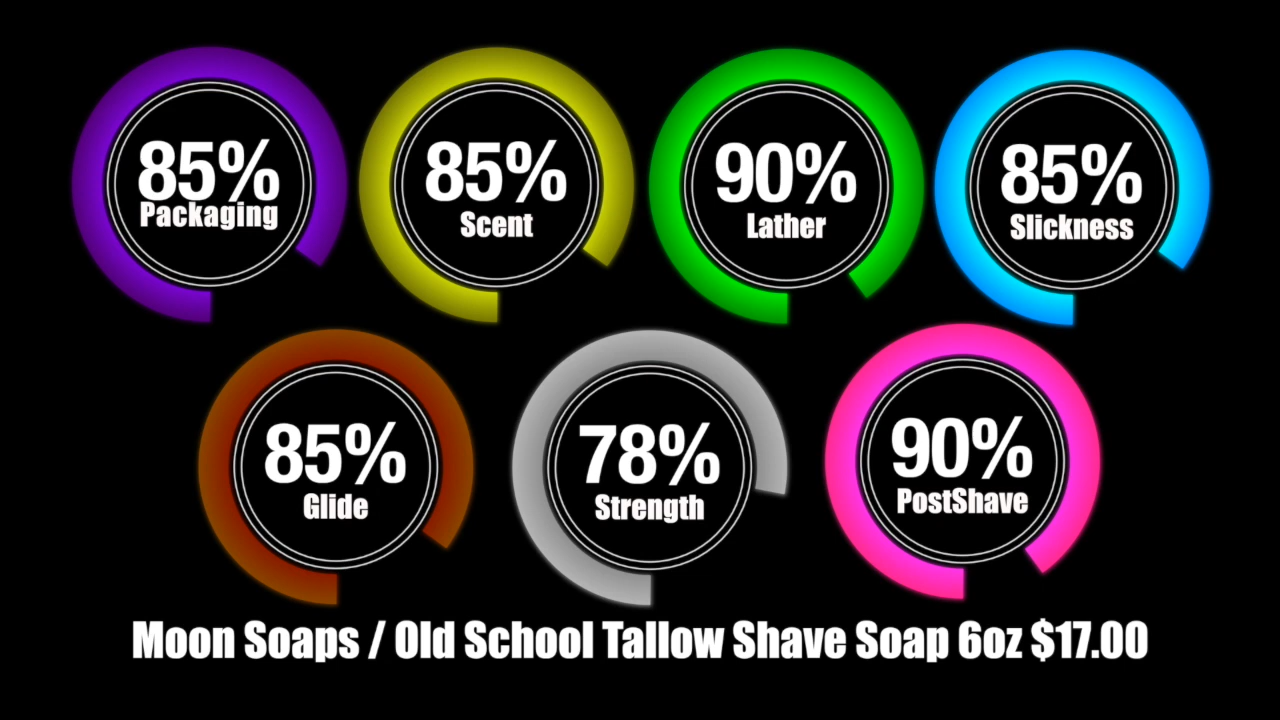 85%
Packaging
85%
Scent
90%
Lather
85%
Slickness
85%
Glide
78%
Strength
90%
PostShave
Moon Soaps / Old School Tallow Shave Soap 6oz $17.00